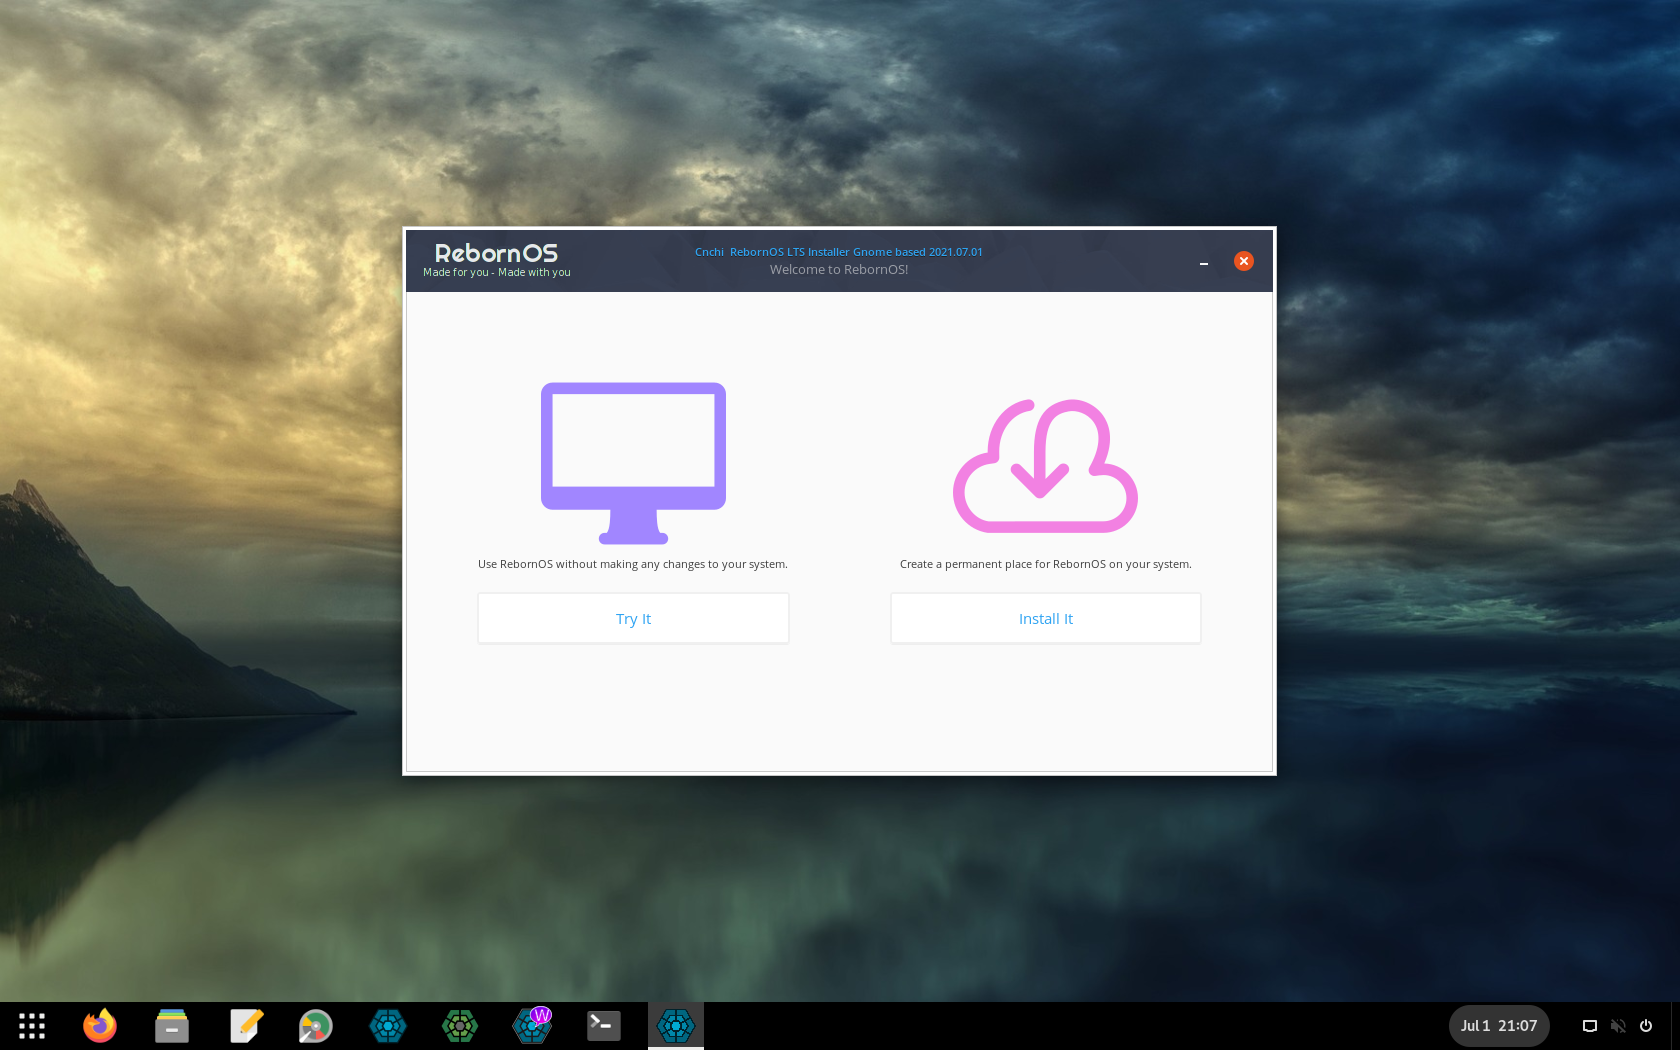 RebornOS
Made for you - Made with you
Cnchi RebornOS LTS Installer Gnome based 2021.07.01
Welcome to RebornOS!
Use RebornOS without making any changes to your system.
Create a permanent place for RebornOS on your system.
Try It
Install It
W
Jul 1 21:07